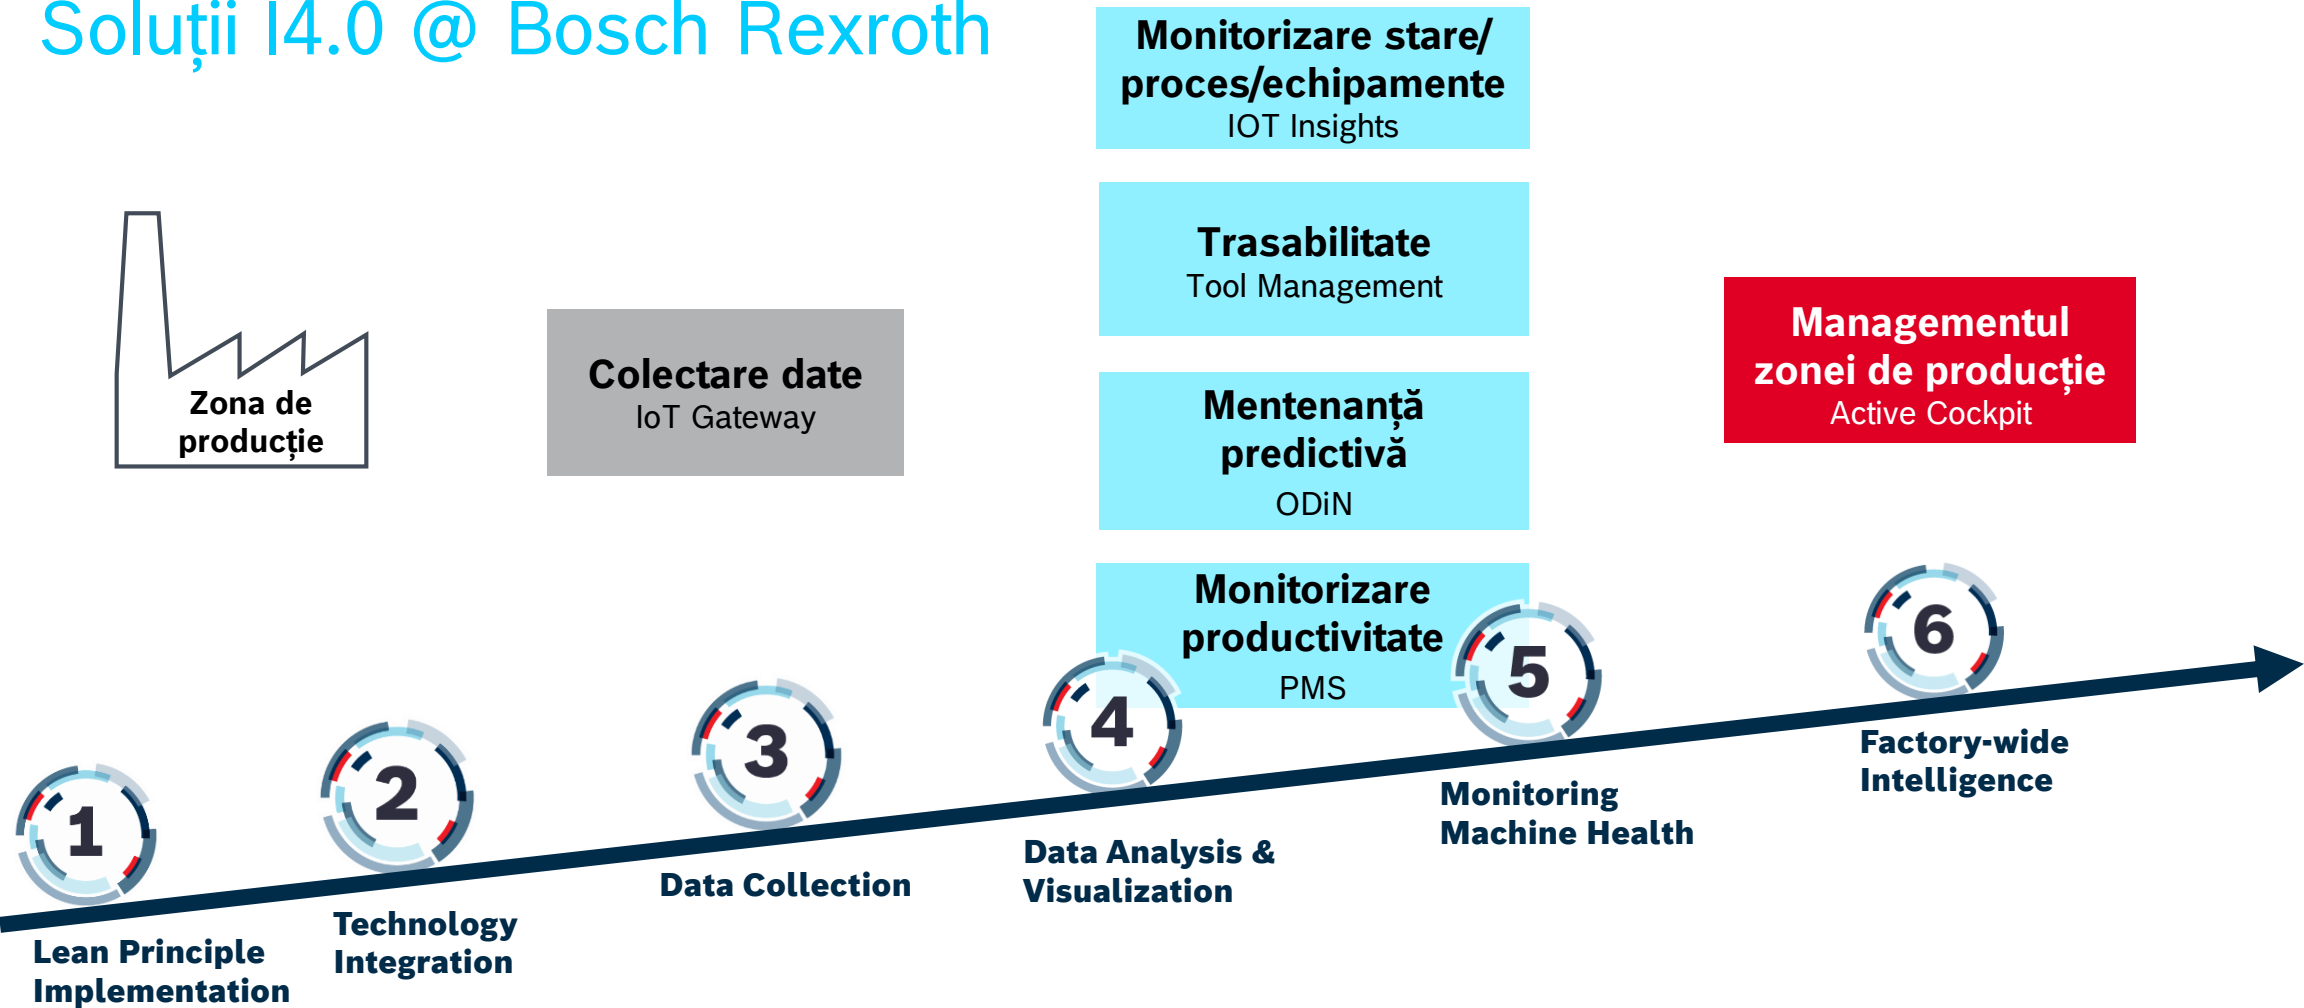 Soluții I4.0 @ Bosch Rexroth
Monitorizare stare/
proces/echipamente
IOT Insights
Trasabilitate
Tool Management
Zona de
producție
Colectare date
IoT Gateway
Mentenanță
predictivă
ODiN
Managementul
zonei de producție
Active Cockpit
Monitorizare
productivitate
PMS
1
2
3
4
5
6
Lean Principle
Implementation
Technology
Integration
Data Collection
Data Analysis &
Visualization
Monitoring
Machine Health
Factory-wide
Intelligence